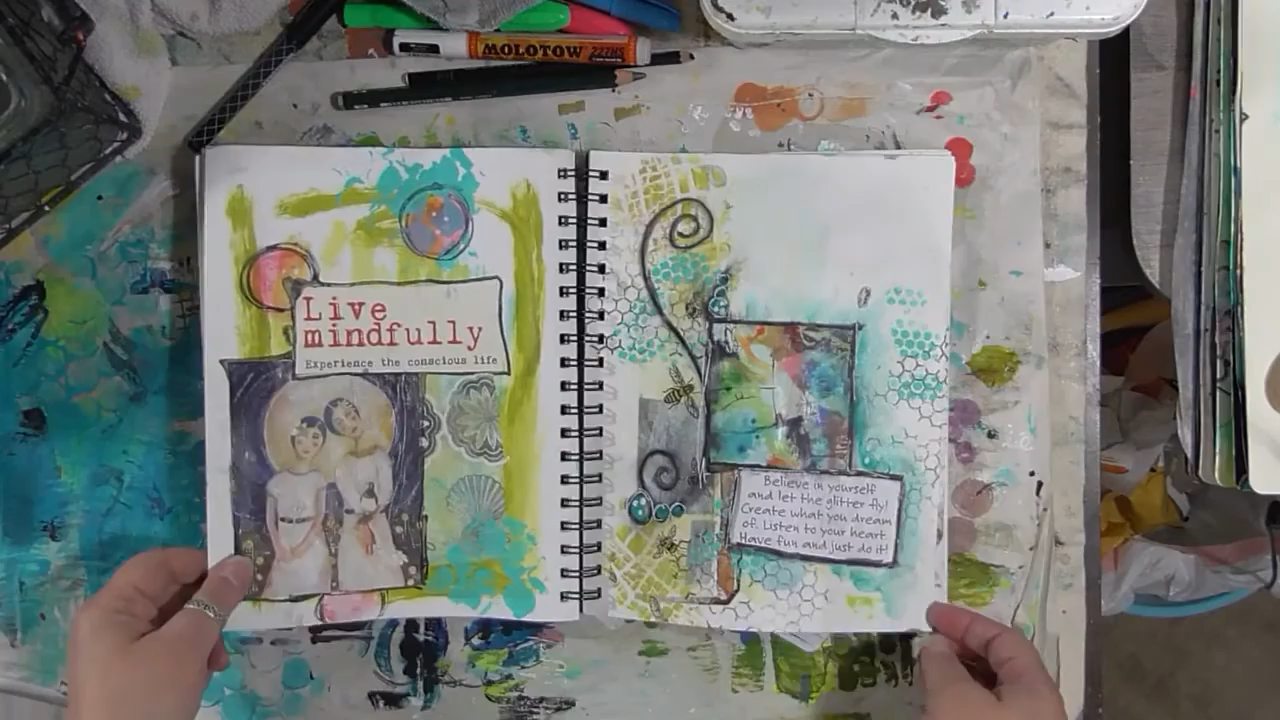 MOLOTOW 227HS
Live
mindfully
Experience the conscious life
Believe in yourself
and let the glitter fly!
Create what you dream
of. Listen to your heart.
Have fun and just do it!